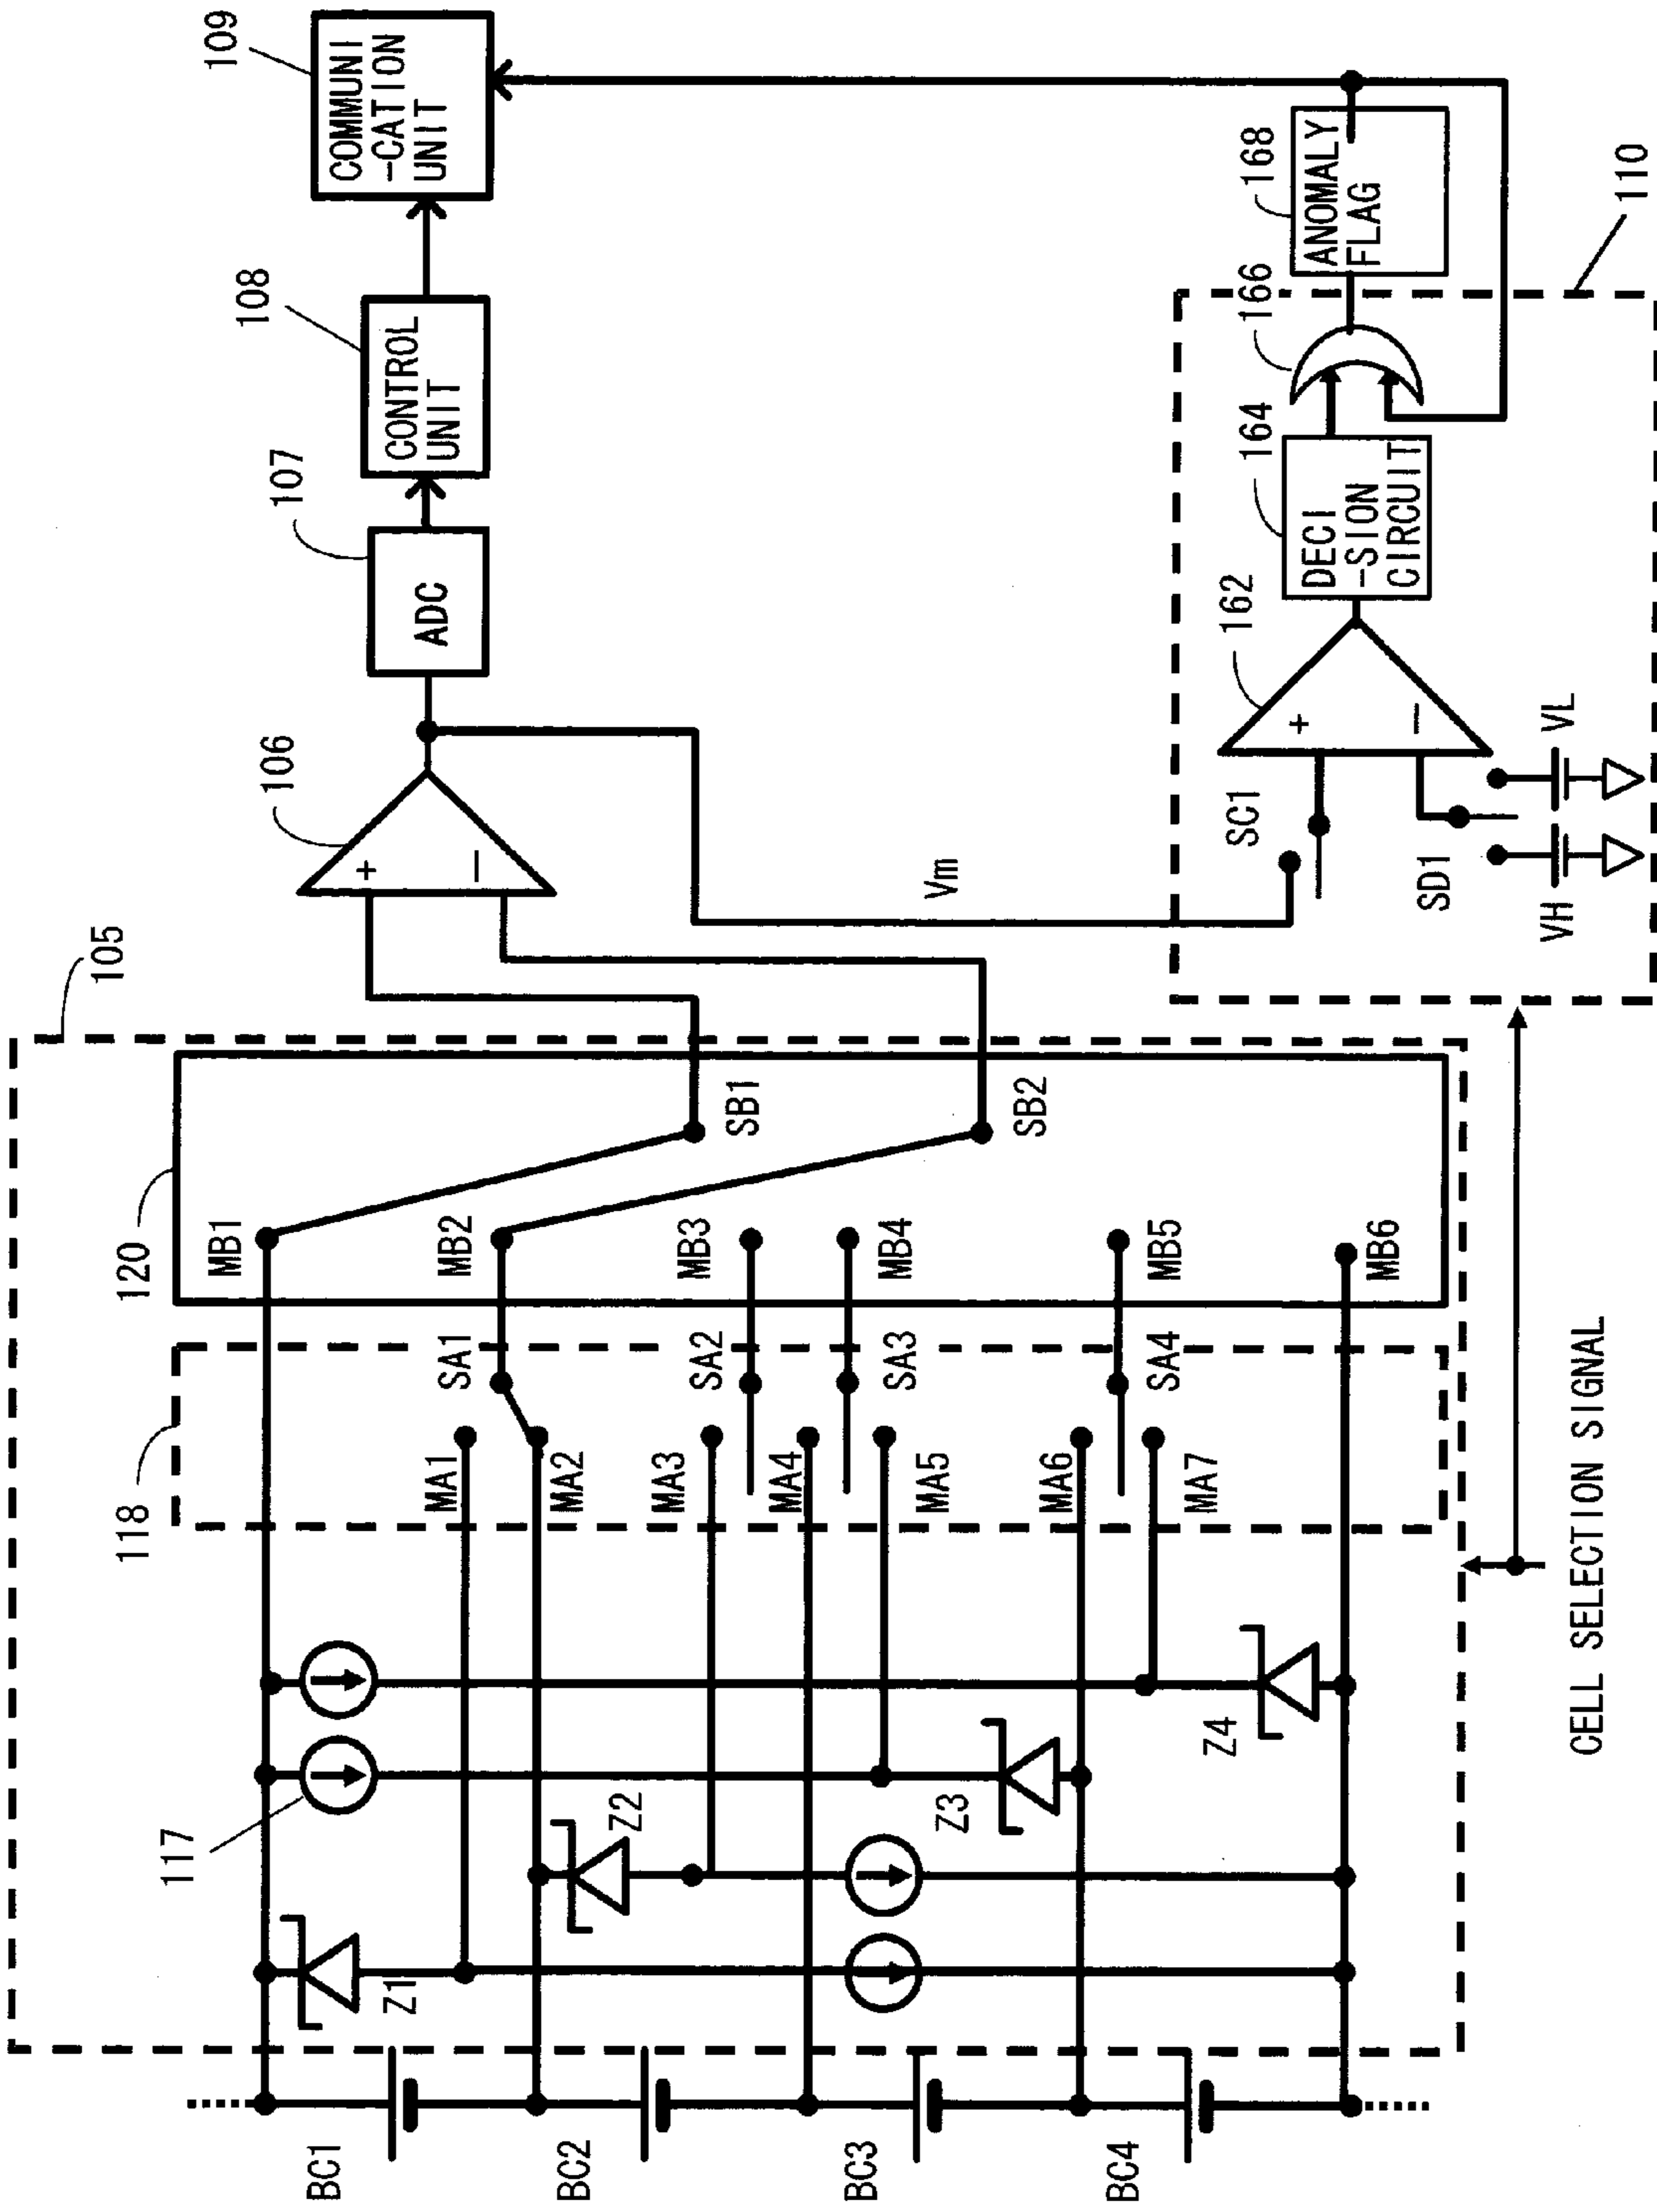 109
COMMUNI
-CATION
UNIT
108
CONTROL
UNIT
107
ADC
106
+
−
Vm
105
120
MB1
MB2
MB3
MB4
MB5
MB6
SB1
SB2
118
SA1
SA2
SA3
SA4
MA1
MA2
MA3
MA4
MA5
MA6
MA7
117
Z1
Z2
Z3
Z4
BC1
BC2
BC3
BC4
CELL SELECTION SIGNAL
110
168
ANOMALY
FLAG
166
164
DECI
-SION
CIRCUIT
162
+
−
SC1
SD1
VH
VL